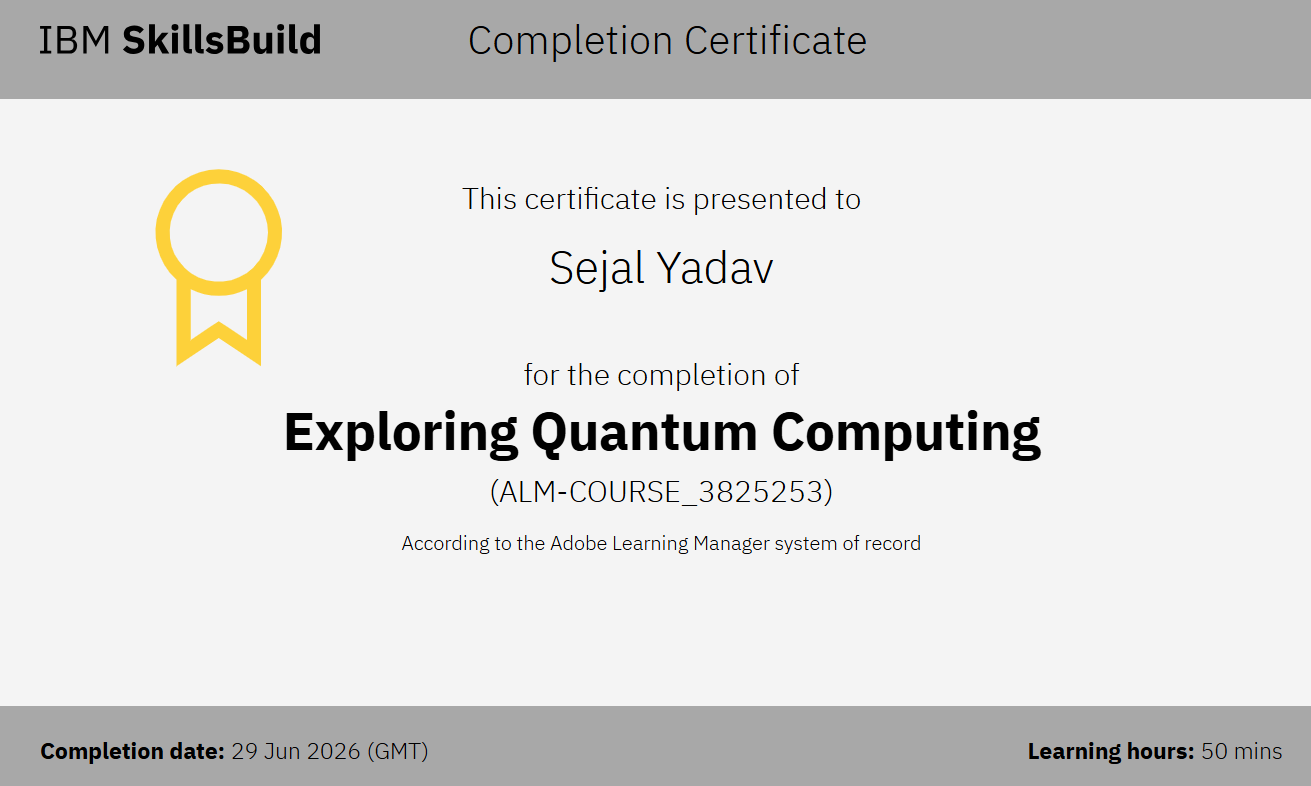 IBM SkillsBuild
Completion Certificate
This certificate is presented to
Sejal Yadav
for the completion of
Exploring Quantum Computing
(ALM-COURSE_3825253)
According to the Adobe Learning Manager system of record
Completion date: 29 Jun 2026 (GMT)
Learning hours: 50 mins